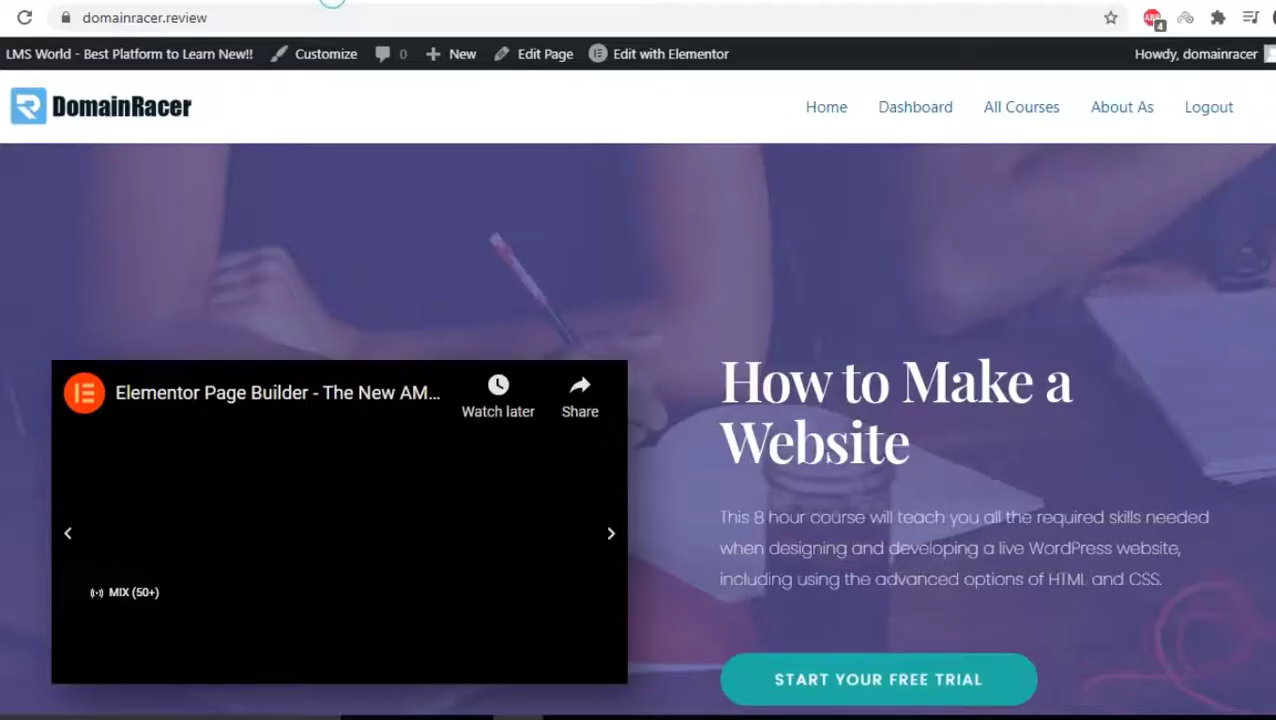 domainracer.review
4
LMS World - Best Platform to Learn New!! Customize 0 New Edit Page Edit with Elementor Howdy, domainracer
DomainRacer Home Dashboard All Courses About As Logout
Elementor Page Builder - The New AM... Watch later Share
MIX (50+)
How to Make a
Website
This 8 hour course will teach you all the required skills needed
when designing and developing a live WordPress website,
including using the advanced options of HTML and CSS.
START YOUR FREE TRIAL